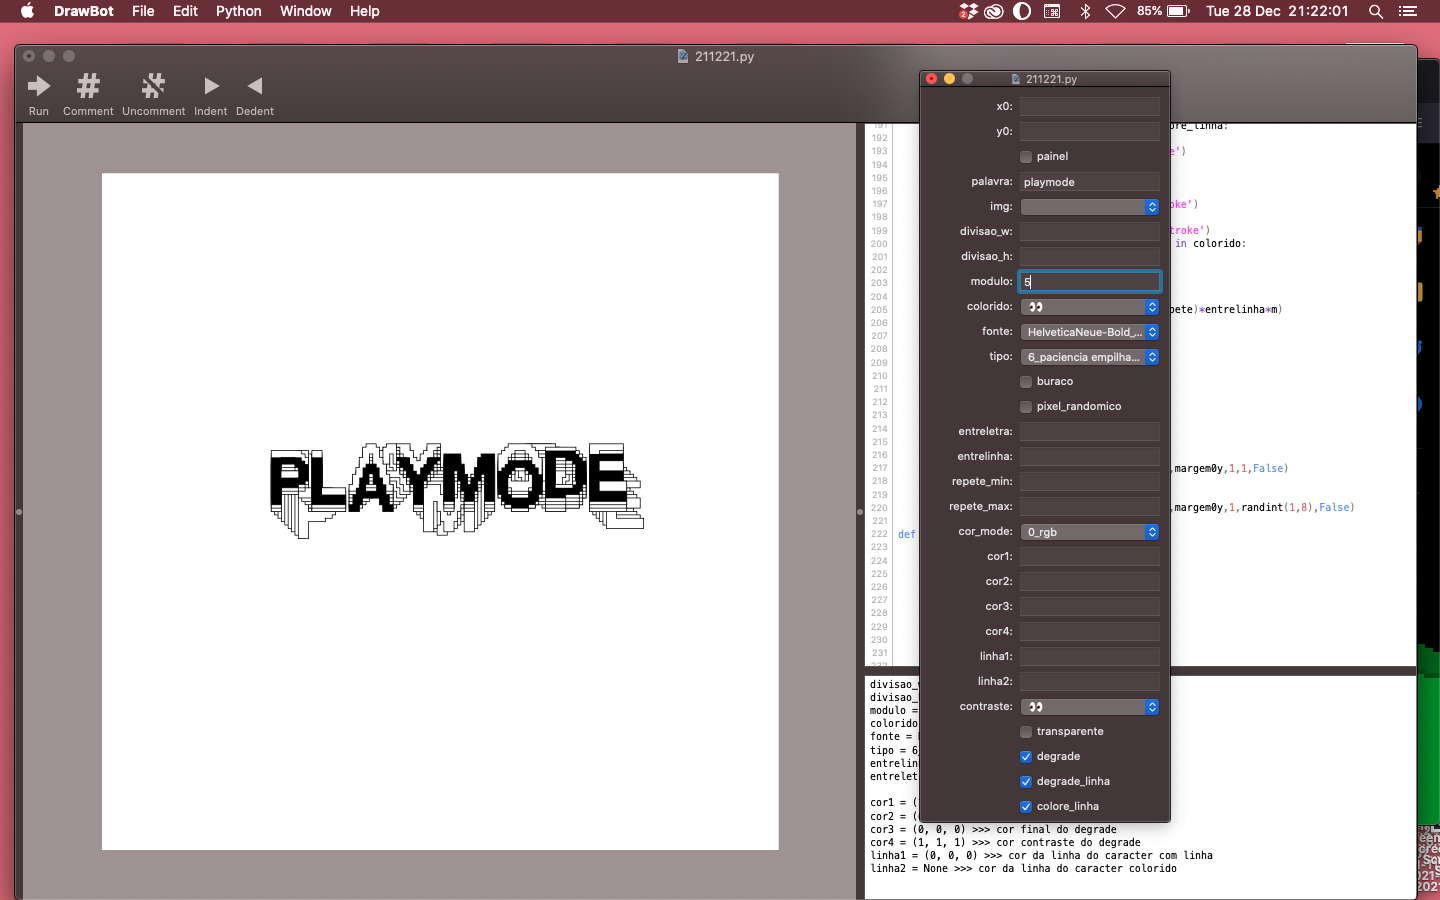 DrawBot File Edit Python Window Help 2 85% Tue 28 Dec 21:22:01
211221.py
Run Comment Uncomment Indent Dedent
PLAYMODE
211221.py
x0:
y0:
painel
palavra: playmode
img:
divisao_w:
divisao_h:
modulo: 5
colorido: 👀
fonte: HelveticaNeue-Bold_...
tipo: 6_paciencia empilha...
buraco
pixel_randomico
entreletra:
entrelinha:
repete_min:
repete_max:
cor_mode: 0_rgb
cor1:
cor2:
cor3:
cor4:
linha1:
linha2:
contraste: 👀
transparente
degrade
degrade_linha
colore_linha
191 ore_linha:
192
193 e')
194
195
196
197 oke')
198
199 troke')
200 in colorido:
201
202
203
204
205 pete)*entrelinha*m)
206
207
208
209
210
211
212
213
214
215
216
217 ,margem0y,1,1,False)
218
219
220 ,margem0y,1,randint(1,8),False)
221
222 def
223
224
225
226
227
228
229
230
231
divisao_
divisao_
modulo =
colorido
fonte =
tipo = 6_
entrelin
entrelet
cor1 = (
cor2 = (
cor3 = (0, 0, 0) >>> cor final do degrade
cor4 = (1, 1, 1) >>> cor contraste do degrade
linha1 = (0, 0, 0) >>> cor da linha do caracter com linha
linha2 = None >>> cor da linha do caracter colorido